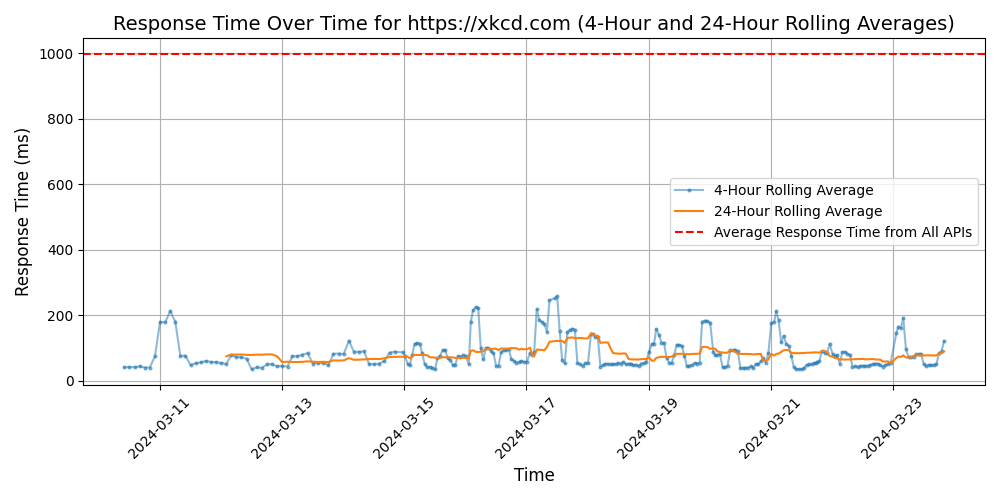 Response Time Over Time for https://xkcd.com (4-Hour and 24-Hour Rolling Averages)
Response Time (ms)
1000
800
600
400
200
0
4-Hour Rolling Average
24-Hour Rolling Average
Average Response Time from All APIs
2024-03-11
2024-03-13
2024-03-15
2024-03-17
2024-03-19
2024-03-21
2024-03-23
Time